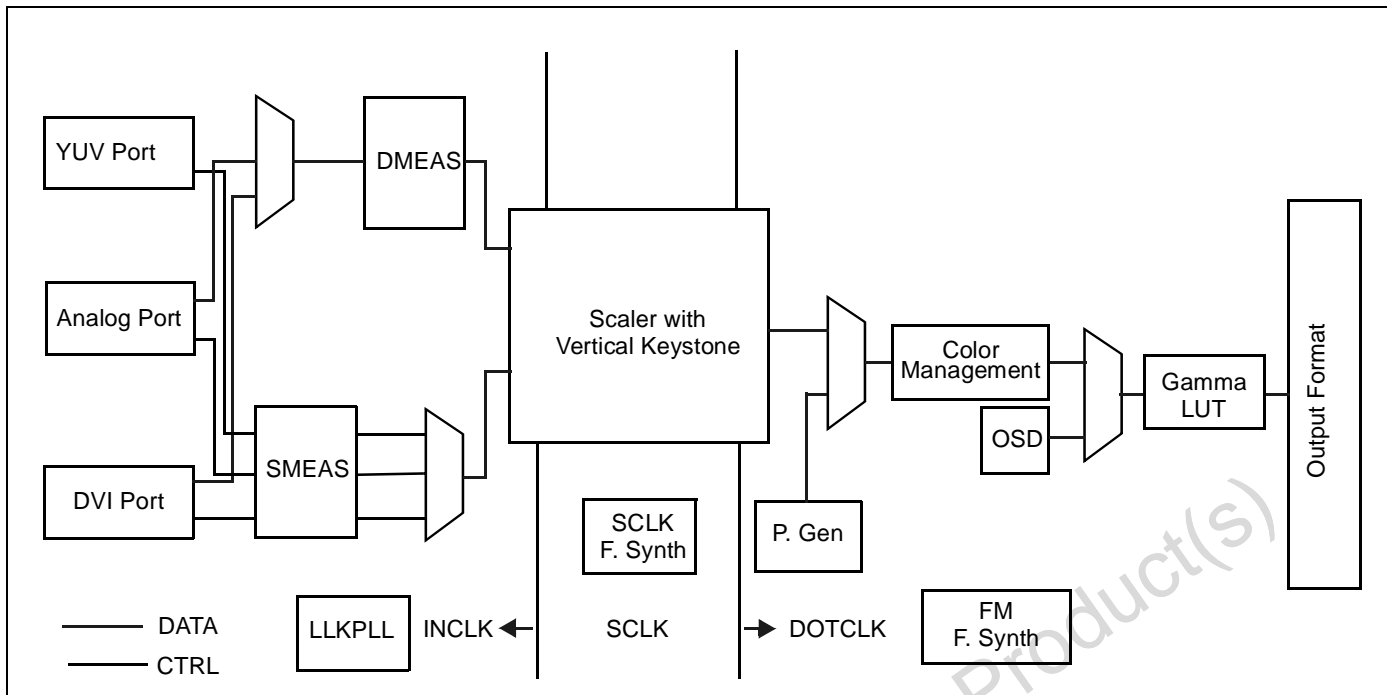 YUV Port
DMEAS
Analog Port
Scaler with
Vertical Keystone
Color
Management
Gamma
LUT
Output Format
OSD
SMEAS
DVI Port
SCLK
F. Synth
P. Gen
DATA
CTRL
LLKPLL
INCLK
SCLK
DOTCLK
FM
F. Synth
Product(s)